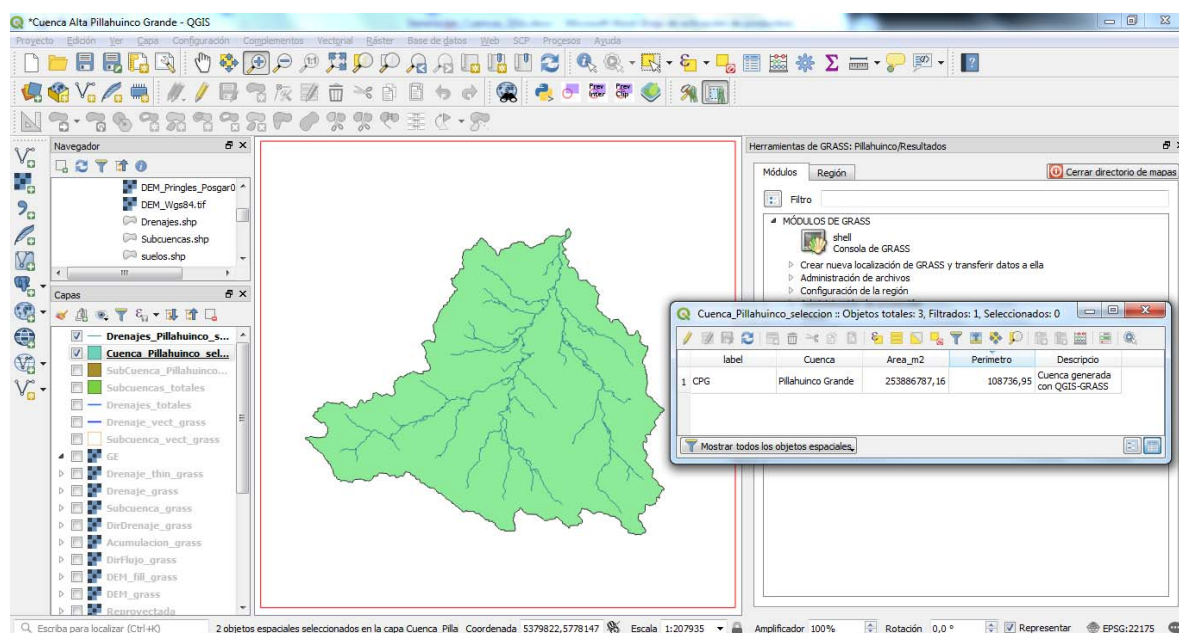 *Cuenca Alta Pillahuinco Grande - QGIS
Proyecto Edición Ver Capa Configuración Complementos Vectorial Ráster Base de datos Web SCP Procesos Ayuda
Navegador
DEM_Pringles_Posgar0
DEM_Wgs84.tif
Drenajes.shp
Subcuencas.shp
suelos.shp
Capas
Drenajes_Pillahuinco_s...
Cuenca_Pillahuinco_sel...
SubCuenca_Pillahuinco...
Subcuencas_totales
Drenajes_totales
Drenaje_vect_grass
Subcuenca_vect_grass
GE
Drenaje_thin_grass
Drenaje_grass
Subcuenca_grass
DirDrenaje_grass
Acumulacion_grass
DirFlujo_grass
DEM_fill_grass
DEM_grass
Reproyectada
Herramientas de GRASS: Pillahuinco/Resultados
Módulos Región Cerrar directorio de mapas
Filtro
MÓDULOS DE GRASS
shell
Consola de GRASS
Crear nueva localización de GRASS y transferir datos a ella
Administración de archivos
Configuración de la región
Cuenca_Pillahuinco_seleccion :: Objetos totales: 3, Filtrados: 1, Seleccionados: 0
label Cuenca Area_m2 Perimetro Descripcio
1 CPG Pillahuinco Grande 253886787,16 108736,95 Cuenca generada
con QGIS-GRASS
Mostrar todos los objetos espaciales
Escriba para localizar (Ctrl+K) 2 objetos espaciales seleccionados en la capa Cuenca_Pilla Coordenada 5379822,5778147 Escala 1:207935 Amplificador 100% Rotación 0,0 ° Representar EPSG:22175